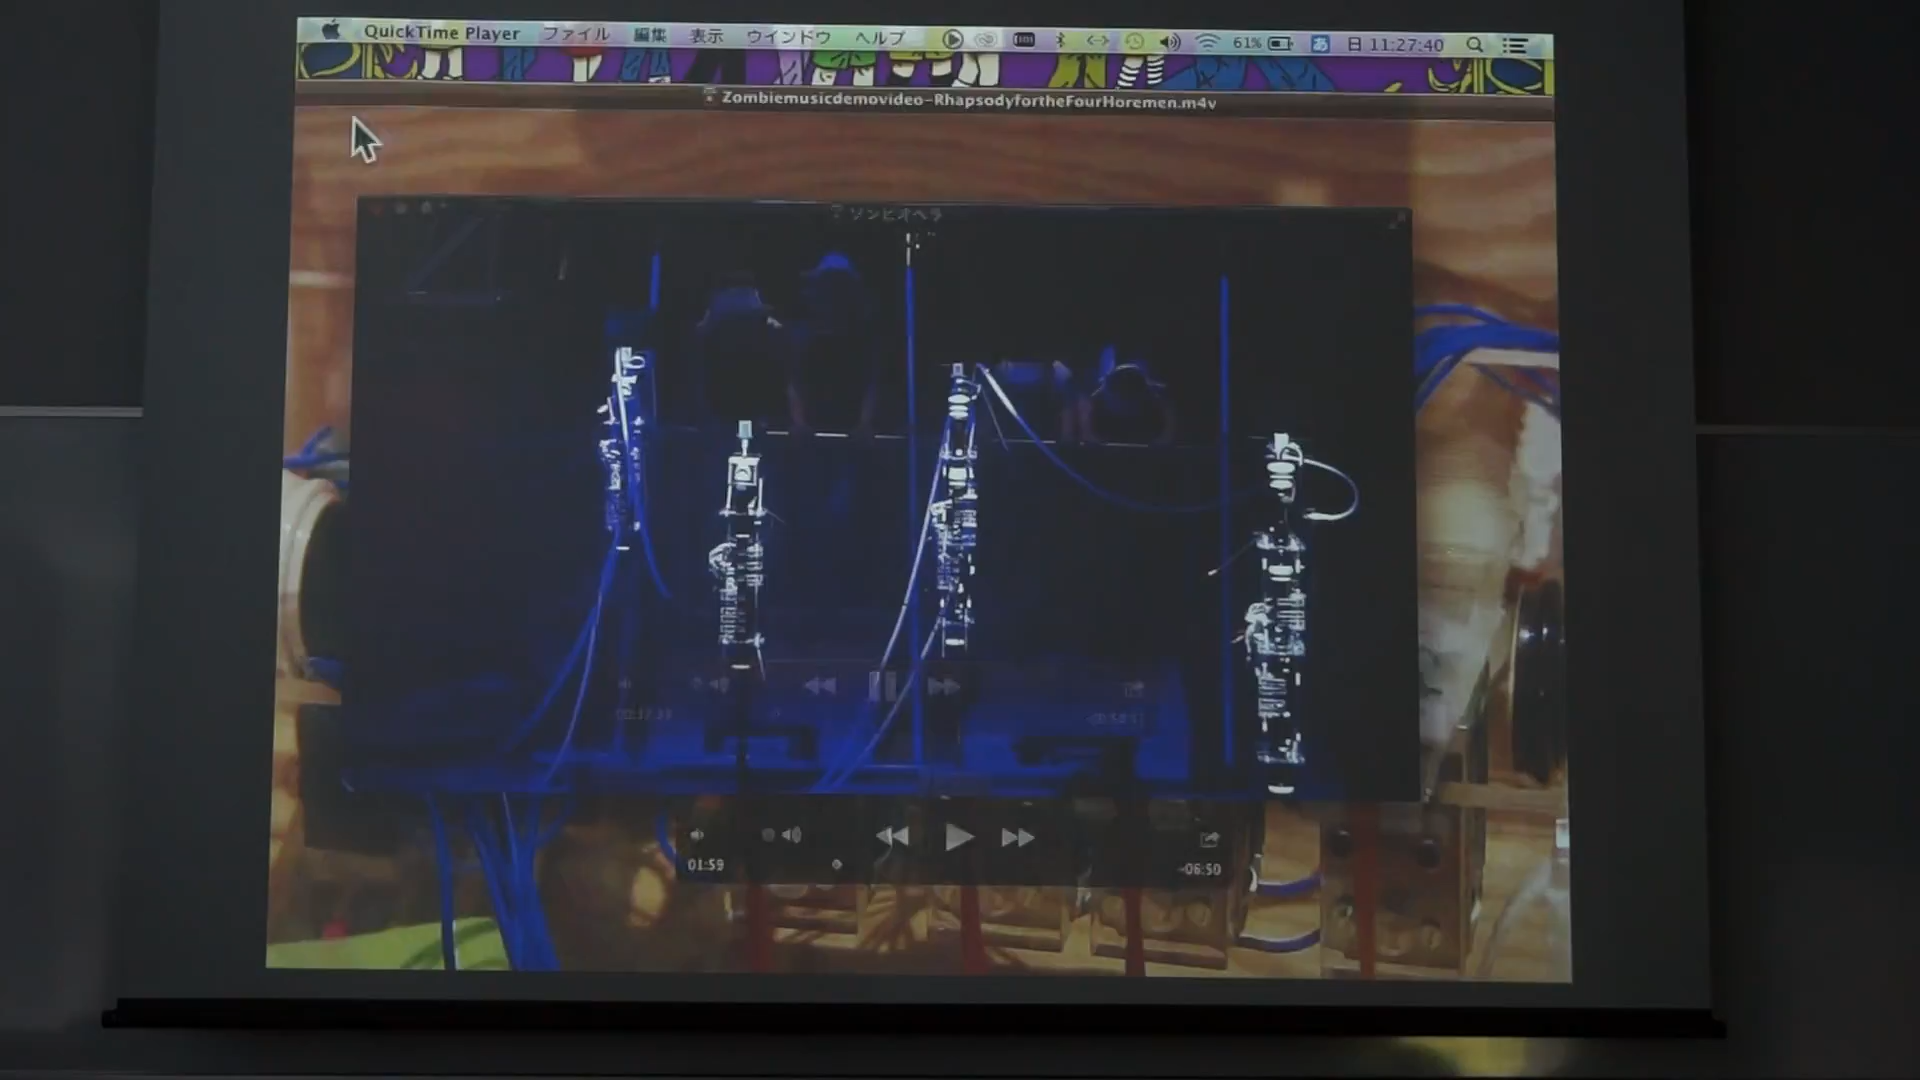 QuickTime Player ファイル 編集 表示 ウインドウ ヘルプ 61% あ 日 11:27:40
Zombiemusicdemovideo-RhapsodyfortheFourHoremen.m4v
ゾンビオペラ
01:59 -06:50